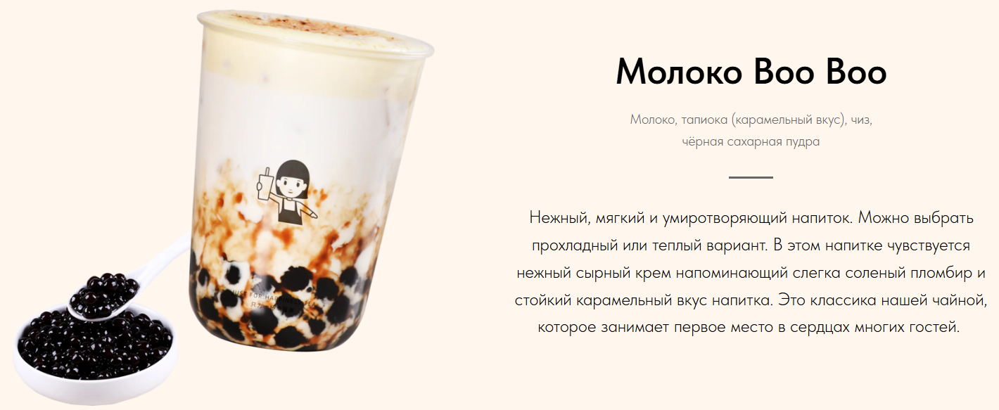 Молоко Boo Boo
Молоко, тапиока (карамельный вкус), чиз,
чёрная сахарная пудра
Нежный, мягкий и умиротворяющий напиток. Можно выбрать
прохладный или теплый вариант. В этом напитке чувствуется
нежный сырный крем напоминающий слегка соленый пломбир и
стойкий карамельный вкус напитка. Это классика нашей чайной,
которое занимает первое место в сердцах многих гостей.
FOR